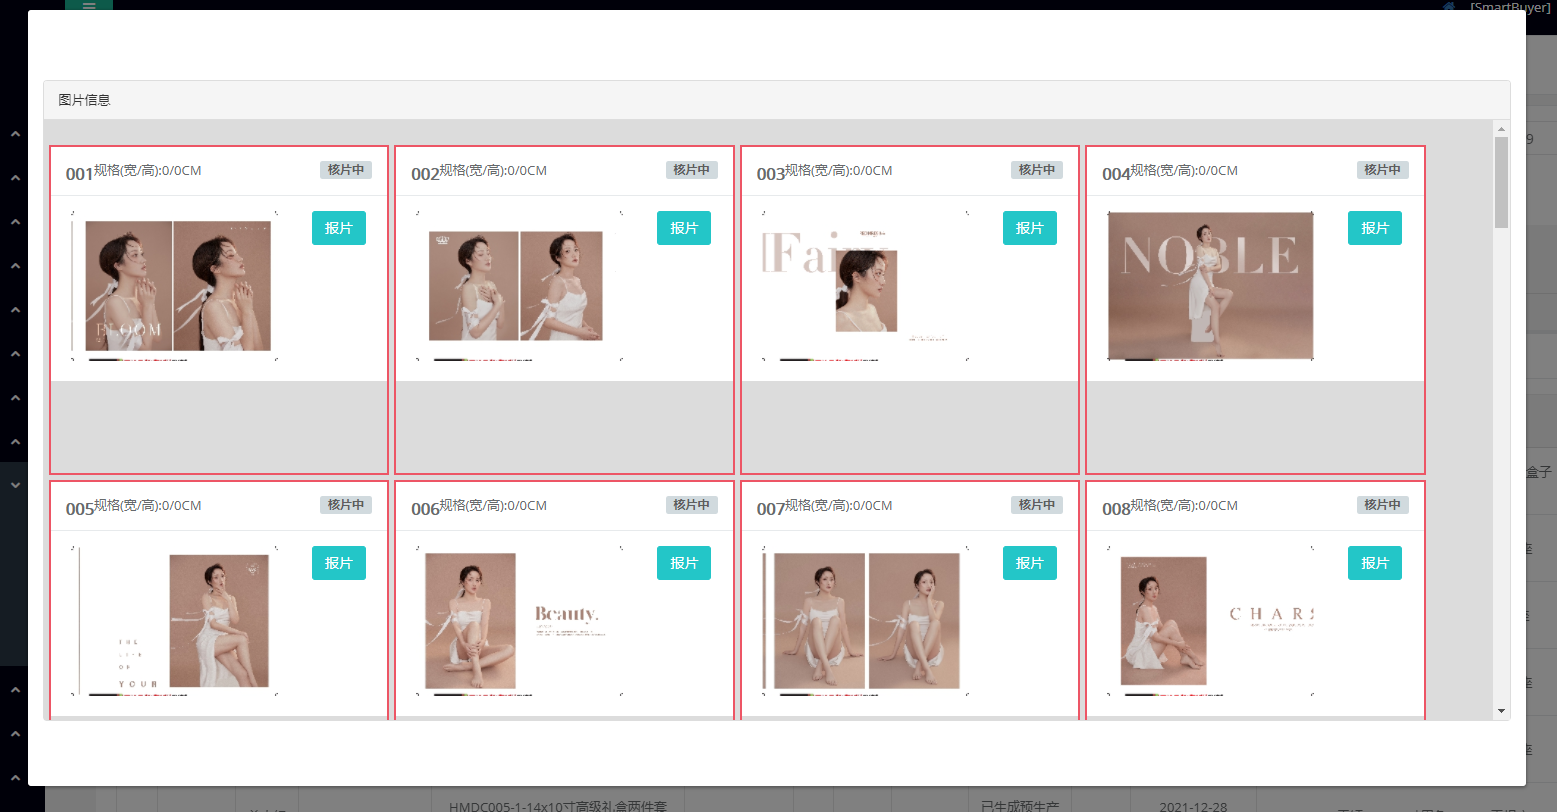 [SmartBuyer]
图片信息
9
001规格(宽/高):0/0CM 核片中
002规格(宽/高):0/0CM 核片中
003规格(宽/高):0/0CM 核片中
004规格(宽/高):0/0CM 核片中
报片
BLOOM
报片
Fairy
报片
NOBLE
报片
盒子
005规格(宽/高):0/0CM 核片中
006规格(宽/高):0/0CM 核片中
007规格(宽/高):0/0CM 核片中
008规格(宽/高):0/0CM 核片中
报片
THE
LIFE
OF
YOUR
报片
Beauty.
报片
报片
CHAR
座
座
座
座
座
HMDC005-1-14x10寸高级礼盒两件套
已生成预生产
2021-12-28